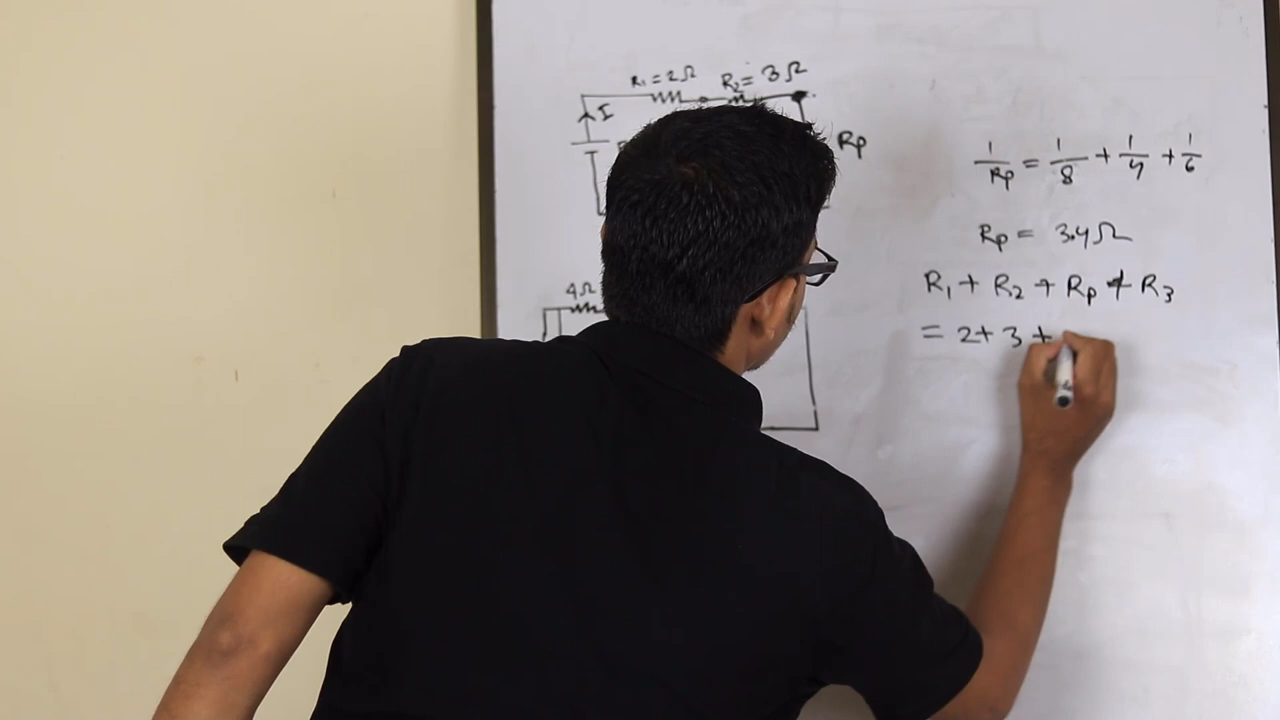 R₁ = 2Ω R₂ = 3Ω
I
Rp
4Ω
1/Rp = 1/8 + 1/4 + 1/6
Rp = 3.4Ω
R₁ + R₂ + Rp + R₃
= 2 + 3 +